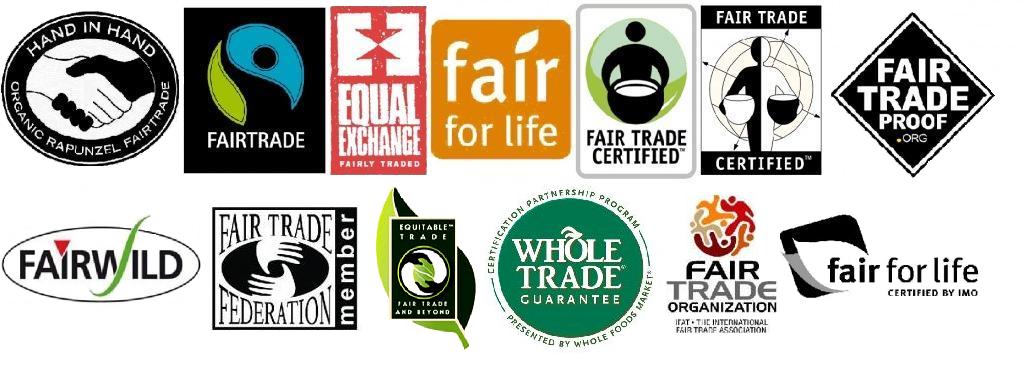 HAND IN HAND
ORGANIC RAPUNZEL FAIRTRADE
FAIRTRADE
EQUAL
EXCHANGE
FAIRLY TRADED
fair
for life
FAIR TRADE
CERTIFIED™
FAIR TRADE
CERTIFIED™
FAIR
TRADE
PROOF
.ORG
FAIRWILD
FAIR TRADE
FEDERATION
member
EQUITABLE™
TRADE
FAIR TRADE
AND BEYOND
CERTIFICATION PARTNERSHIP PROGRAM
WHOLE
TRADE®
GUARANTEE
PRESENTED BY WHOLE FOODS MARKET®
FAIR
TRADE
ORGANIZATION
IFAT • THE INTERNATIONAL
FAIR TRADE ASSOCIATION
fair for life
CERTIFIED BY IMO